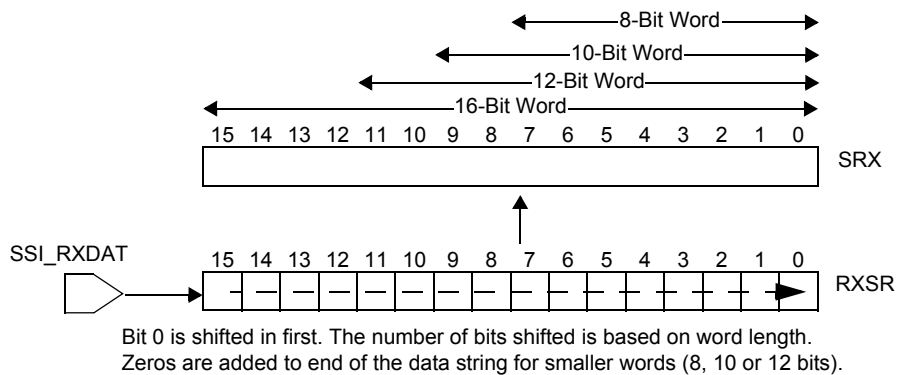 8-Bit Word
10-Bit Word
12-Bit Word
16-Bit Word
15 14 13 12 11 10 9 8 7 6 5 4 3 2 1 0
SRX
SSI_RXDAT
15 14 13 12 11 10 9 8 7 6 5 4 3 2 1 0
RXSR
Bit 0 is shifted in first. The number of bits shifted is based on word length.
Zeros are added to end of the data string for smaller words (8, 10 or 12 bits).